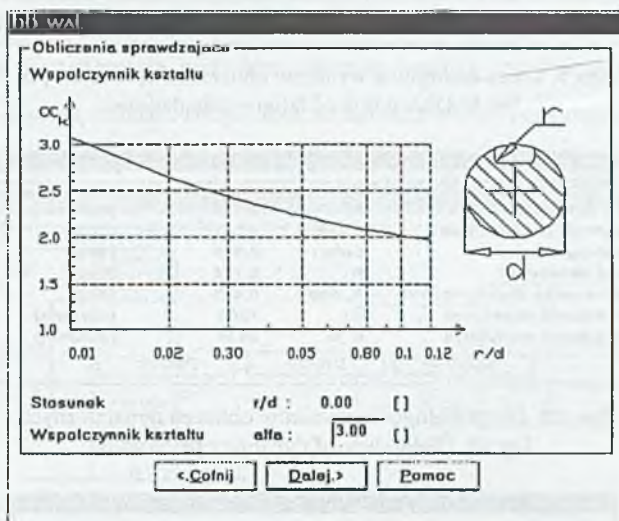 WAL
Obliczenia sprawdzajace
Wspolczynnik ksztaltu
αk
3.0
2.5
2.0
1.5
1.0
0.01 0.02 0.30 0.05 0.80 0.1 0.12 r/d
r
d
Stosunek r/d : 0.00 [ ]
Wspolczynnik ksztaltu alfa : 3.00 [ ]
<.Cofnij Dalej.> Pomoc